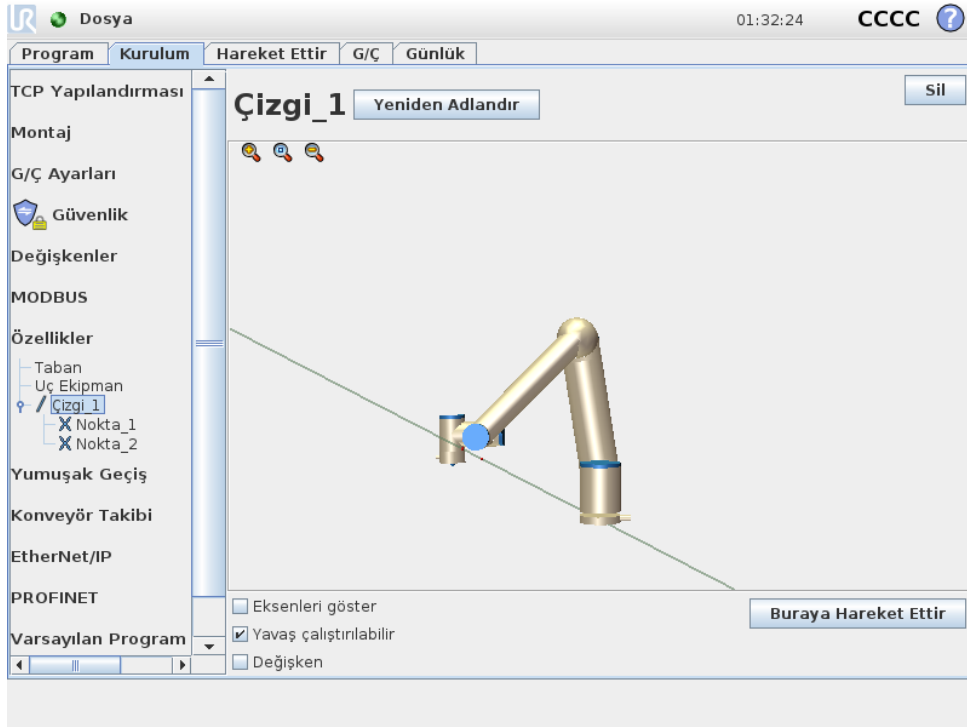 UR
Dosya
01:32:24
CCCC
?
Program
Kurulum
Hareket Ettir
G/Ç
Günlük
TCP Yapılandırması
Montaj
G/Ç Ayarları
Güvenlik
Değişkenler
MODBUS
Özellikler
Taban
Uç Ekipman
Çizgi_1
Nokta_1
Nokta_2
Yumuşak Geçiş
Konveyör Takibi
EtherNet/IP
PROFINET
Varsayılan Program
Çizgi_1
Yeniden Adlandır
Sil
Eksenleri göster
Yavaş çalıştırılabilir
Değişken
Buraya Hareket Ettir